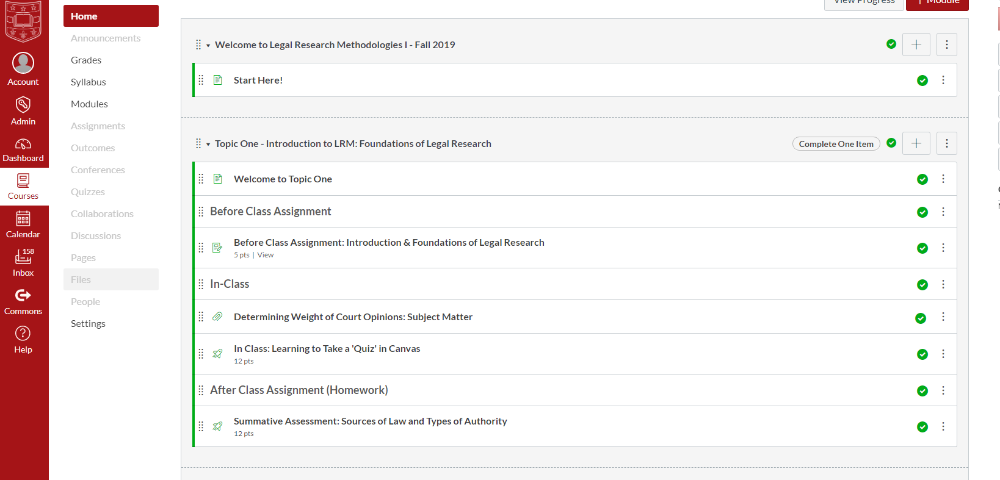 Account
Admin
Dashboard
Courses
Calendar
158
Inbox
Commons
Help
Home
Announcements
Grades
Syllabus
Modules
Assignments
Outcomes
Conferences
Quizzes
Collaborations
Discussions
Pages
Files
People
Settings
View Progress
Module
Welcome to Legal Research Methodologies I - Fall 2019
Start Here!
Topic One - Introduction to LRM: Foundations of Legal Research
Complete One Item
Welcome to Topic One
Before Class Assignment
Before Class Assignment: Introduction & Foundations of Legal Research
5 pts | View
In-Class
Determining Weight of Court Opinions: Subject Matter
In Class: Learning to Take a 'Quiz' in Canvas
12 pts
After Class Assignment (Homework)
Summative Assessment: Sources of Law and Types of Authority
12 pts